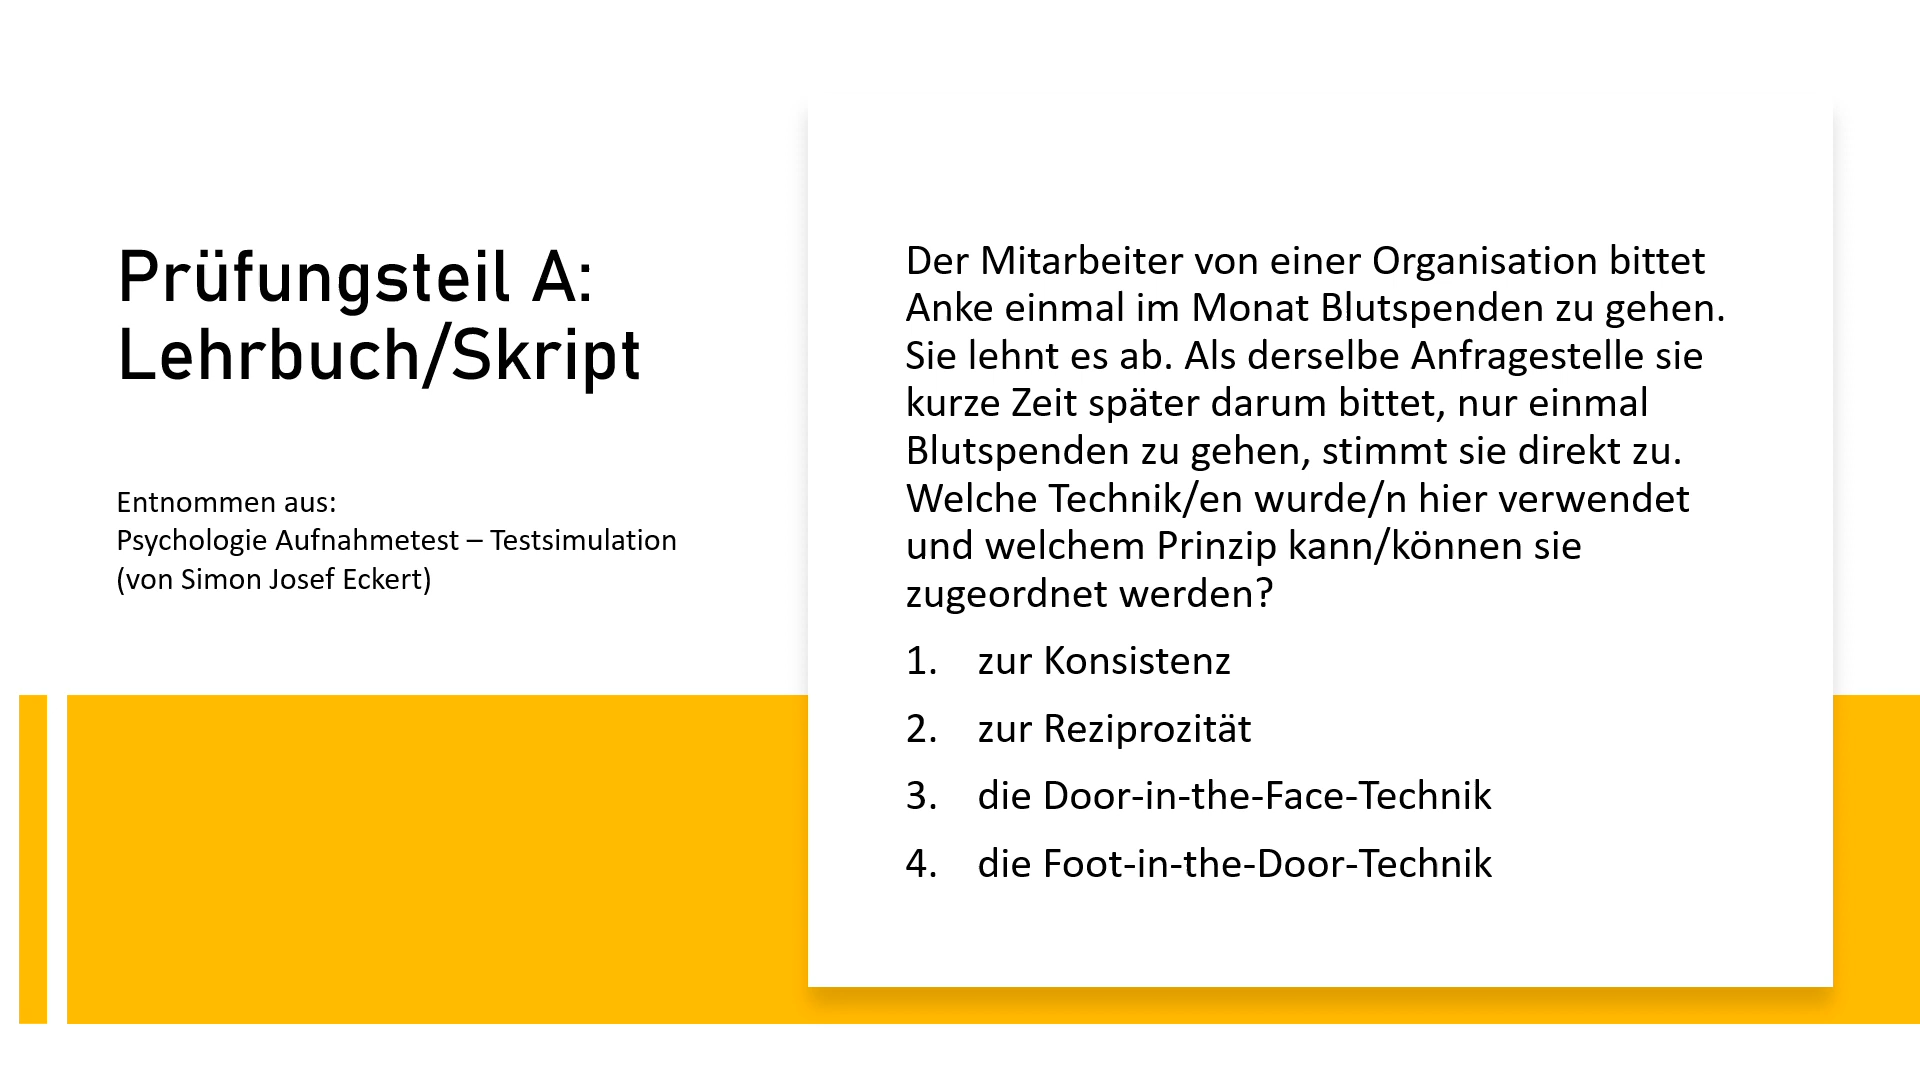 Prüfungsteil A:
Lehrbuch/Skript
Entnommen aus:
Psychologie Aufnahmetest – Testsimulation
(von Simon Josef Eckert)
Der Mitarbeiter von einer Organisation bittet
Anke einmal im Monat Blutspenden zu gehen.
Sie lehnt es ab. Als derselbe Anfragestelle sie
kurze Zeit später darum bittet, nur einmal
Blutspenden zu gehen, stimmt sie direkt zu.
Welche Technik/en wurde/n hier verwendet
und welchem Prinzip kann/können sie
zugeordnet werden?
1. zur Konsistenz
2. zur Reziprozität
3. die Door-in-the-Face-Technik
4. die Foot-in-the-Door-Technik